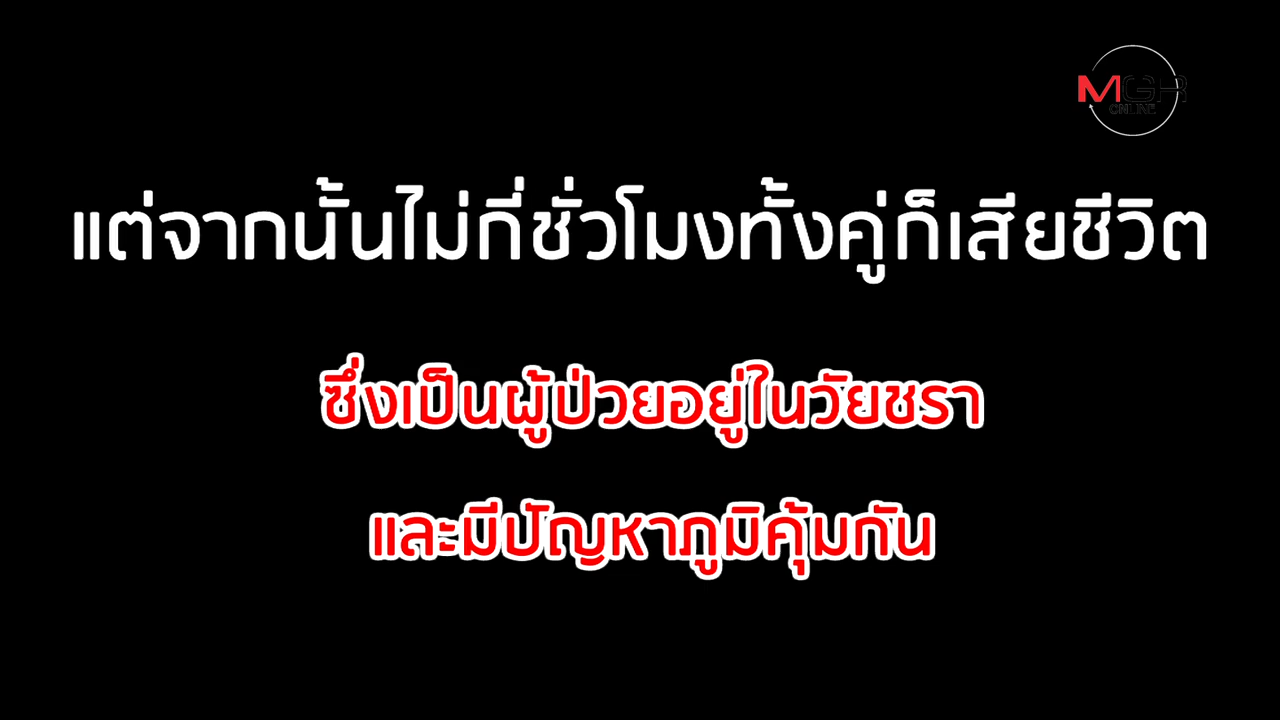 MGR
ONLINE
แต่จากนั้นไม่กี่ชั่วโมงทั้งคู่ก็เสียชีวิต
ซึ่งเป็นผู้ป่วยอยู่ในวัยชรา
และมีปัญหาภูมิคุ้มกัน